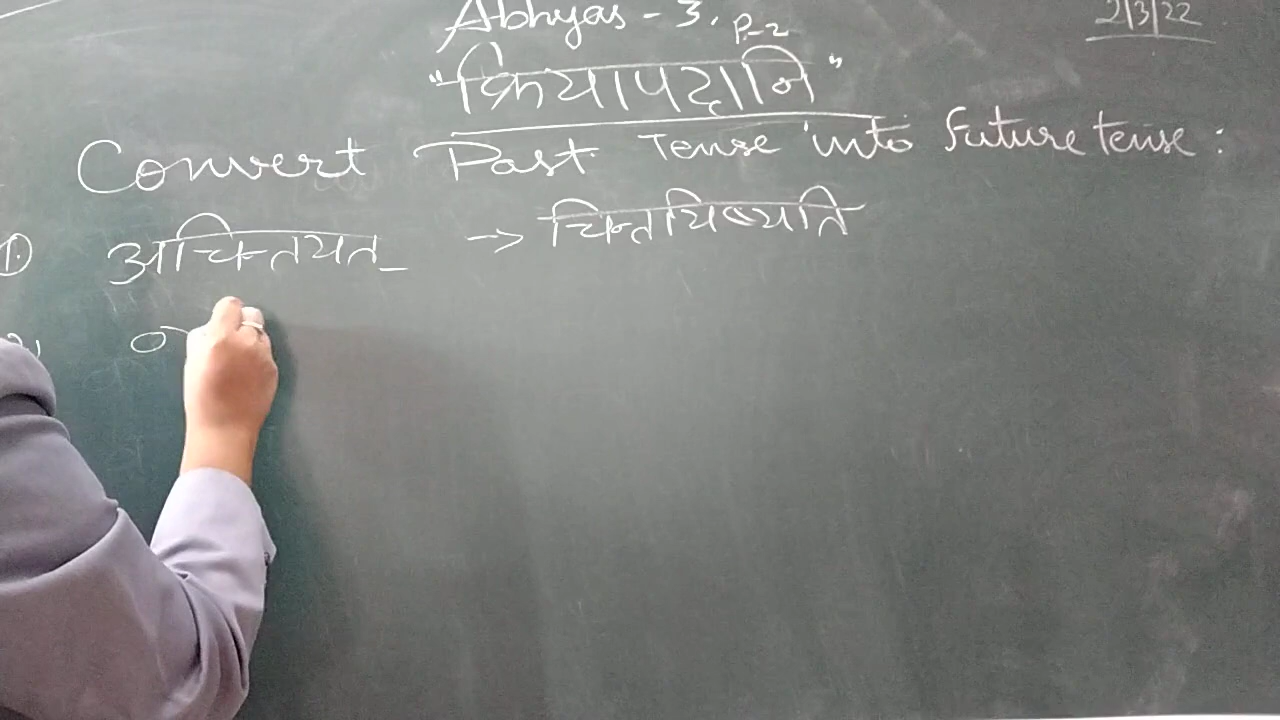 Abhyas - 3. P-2
2/3/22
"क्रियापदानि"
Convert Past Tense into Future tense :
1. अचिन्तयत् → चिन्तयिष्यति